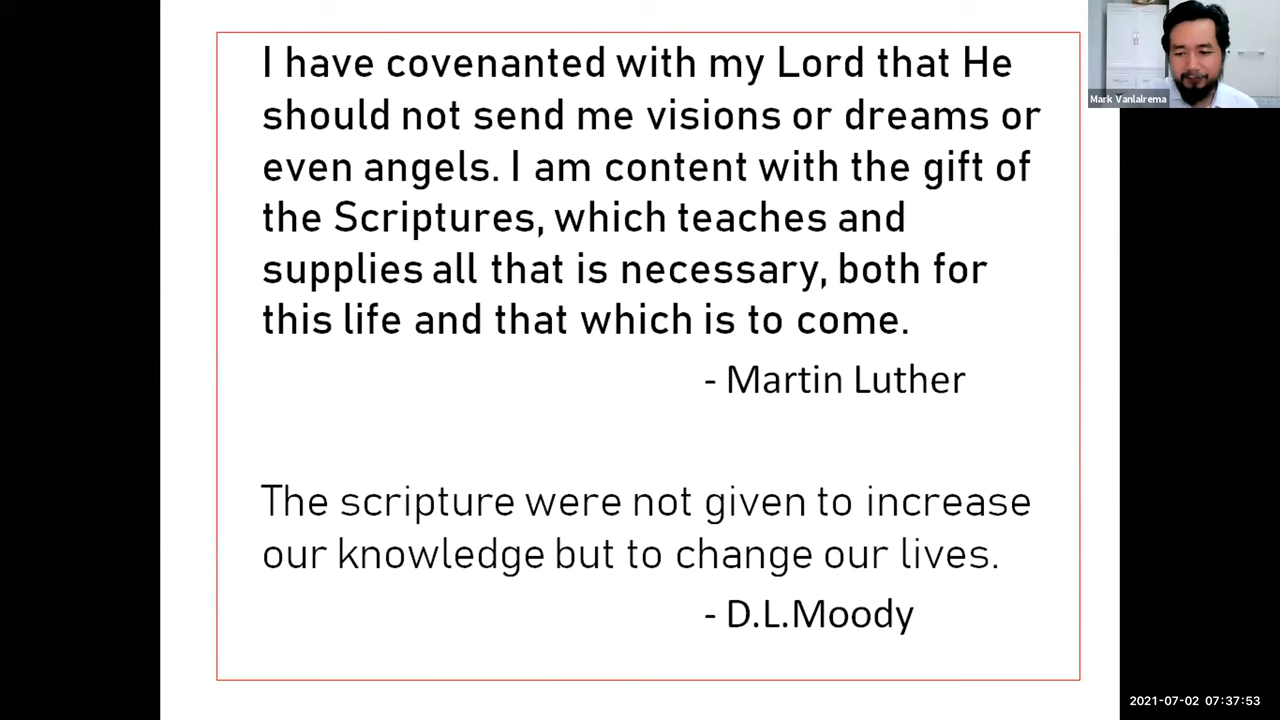 I have covenanted with my Lord that He
should not send me visions or dreams or
even angels. I am content with the gift of
the Scriptures, which teaches and
supplies all that is necessary, both for
this life and that which is to come.
- Martin Luther
The scripture were not given to increase
our knowledge but to change our lives.
- D.L.Moody
Mark Vanlalrema
2021-07-02 07:37:53